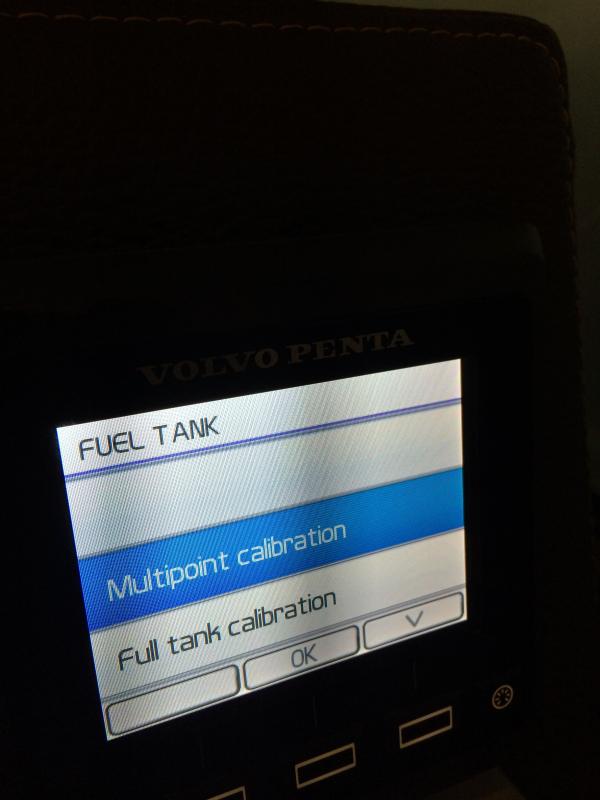 VOLVO PENTA
FUEL TANK
Multipoint calibration
Full tank calibration
OK